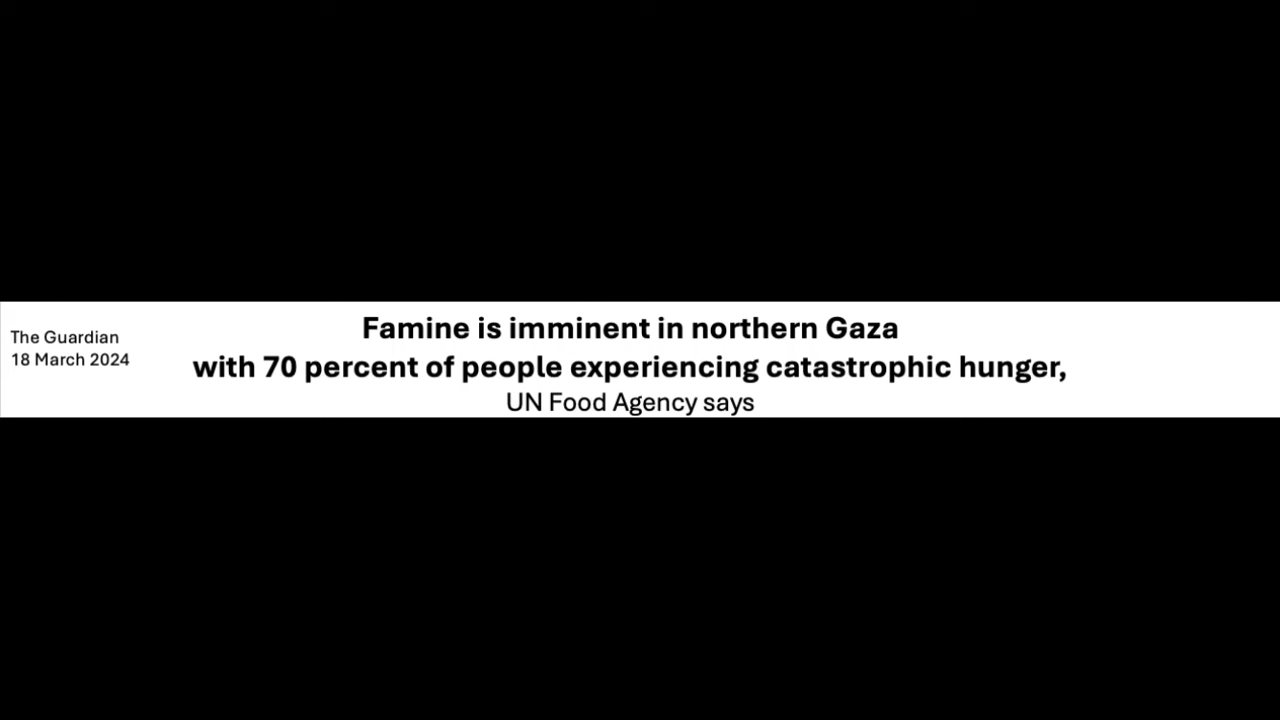 The Guardian
18 March 2024
Famine is imminent in northern Gaza
with 70 percent of people experiencing catastrophic hunger,
UN Food Agency says